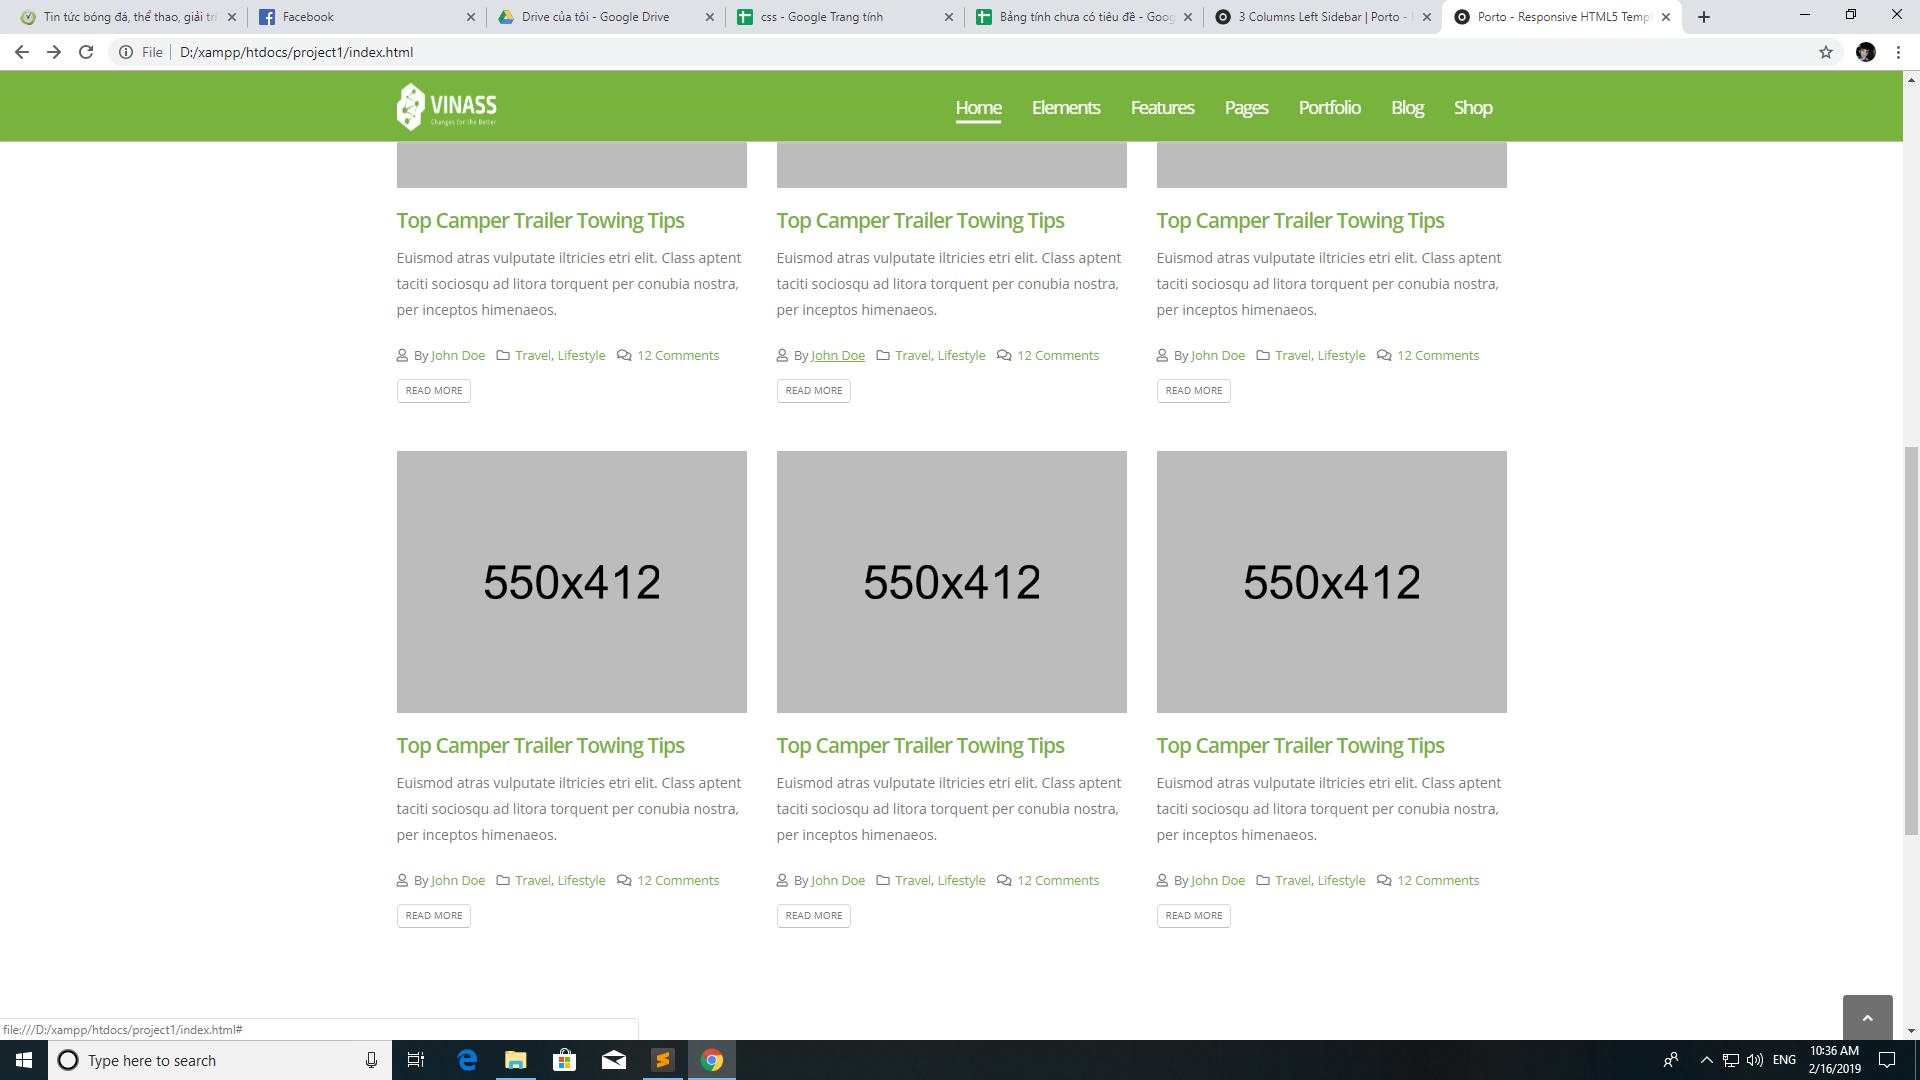 Tin tức bóng đá, thể thao, giải trí
Facebook
Drive của tôi - Google Drive
css - Google Trang tính
Bảng tính chưa có tiêu đề - Goog
3 Columns Left Sidebar | Porto -
Porto - Responsive HTML5 Temp
File
D:/xampp/htdocs/project1/index.html
VINASS
Changes for the Better
Home Elements Features Pages Portfolio Blog Shop
Top Camper Trailer Towing Tips
Euismod atras vulputate iltricies etri elit. Class aptent
taciti sociosqu ad litora torquent per conubia nostra,
per inceptos himenaeos.
By John Doe Travel, Lifestyle 12 Comments
READ MORE
Top Camper Trailer Towing Tips
Euismod atras vulputate iltricies etri elit. Class aptent
taciti sociosqu ad litora torquent per conubia nostra,
per inceptos himenaeos.
By John Doe Travel, Lifestyle 12 Comments
READ MORE
Top Camper Trailer Towing Tips
Euismod atras vulputate iltricies etri elit. Class aptent
taciti sociosqu ad litora torquent per conubia nostra,
per inceptos himenaeos.
By John Doe Travel, Lifestyle 12 Comments
READ MORE
550x412
Top Camper Trailer Towing Tips
Euismod atras vulputate iltricies etri elit. Class aptent
taciti sociosqu ad litora torquent per conubia nostra,
per inceptos himenaeos.
By John Doe Travel, Lifestyle 12 Comments
READ MORE
550x412
Top Camper Trailer Towing Tips
Euismod atras vulputate iltricies etri elit. Class aptent
taciti sociosqu ad litora torquent per conubia nostra,
per inceptos himenaeos.
By John Doe Travel, Lifestyle 12 Comments
READ MORE
550x412
Top Camper Trailer Towing Tips
Euismod atras vulputate iltricies etri elit. Class aptent
taciti sociosqu ad litora torquent per conubia nostra,
per inceptos himenaeos.
By John Doe Travel, Lifestyle 12 Comments
READ MORE
file:///D:/xampp/htdocs/project1/index.html#
Type here to search
ENG
10:36 AM
2/16/2019